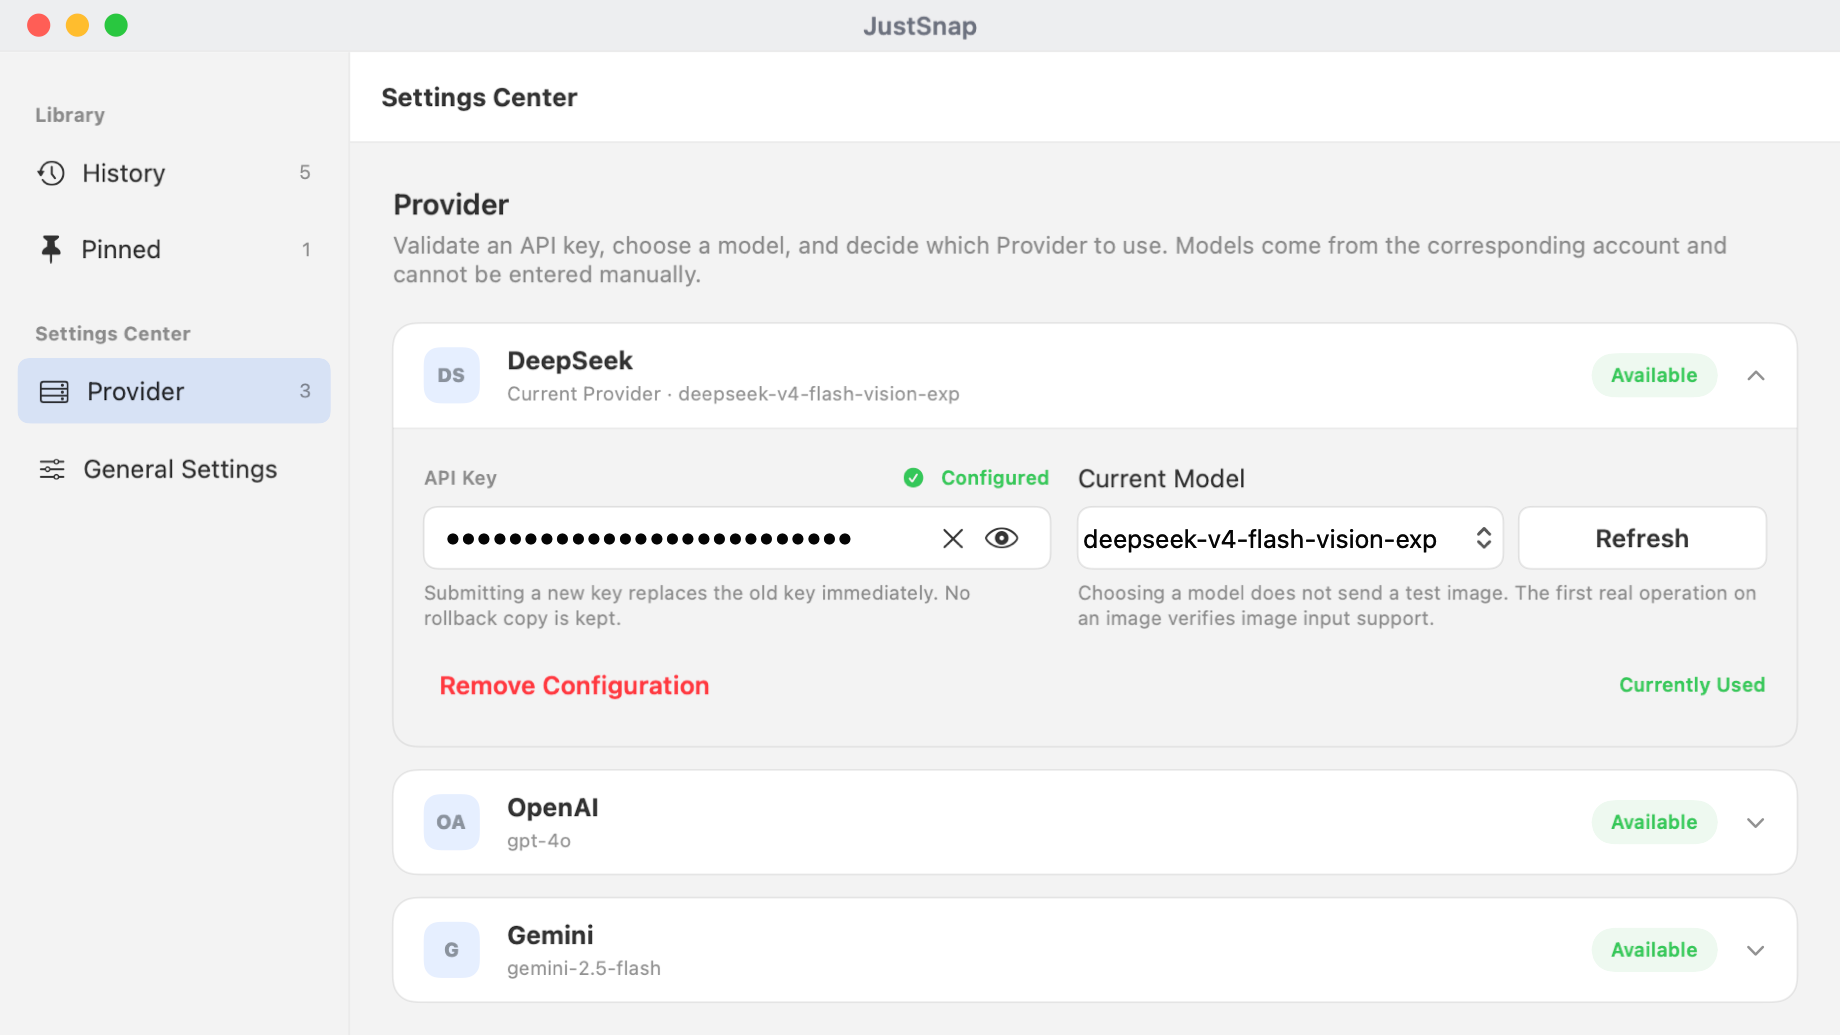 JustSnap
Library
History 5
Pinned 1
Settings Center
Provider 3
General Settings
Settings Center
Provider
Validate an API key, choose a model, and decide which Provider to use. Models come from the corresponding account and
cannot be entered manually.
DS
DeepSeek
Current Provider · deepseek-v4-flash-vision-exp
Available
API Key
Configured
Submitting a new key replaces the old key immediately. No
rollback copy is kept.
Current Model
deepseek-v4-flash-vision-exp
Refresh
Choosing a model does not send a test image. The first real operation on
an image verifies image input support.
Remove Configuration
Currently Used
OA
OpenAI
gpt-4o
Available
G
Gemini
gemini-2.5-flash
Available